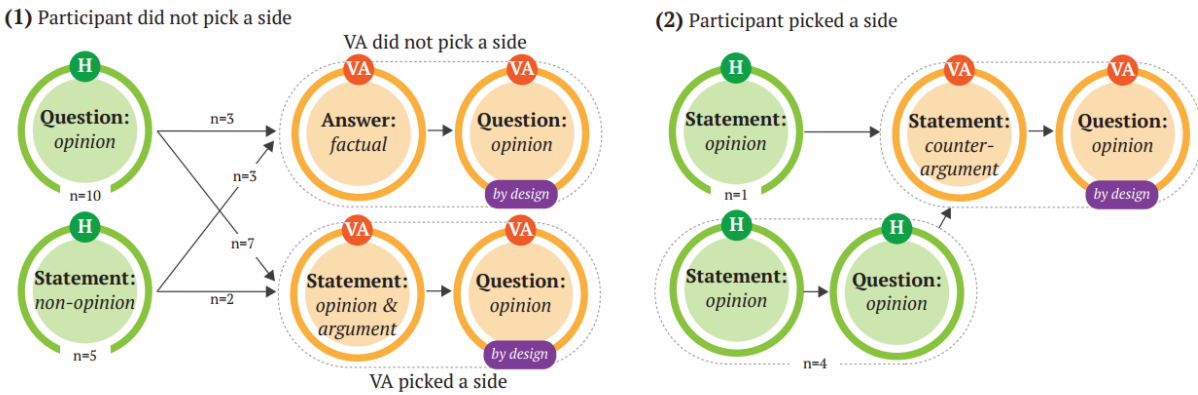 (1) Participant did not pick a side
VA did not pick a side
H
Question:
opinion
n=10
n=3
n=3
n=7
n=2
VA
Answer:
factual
VA
Question:
opinion
by design
H
Statement:
non-opinion
n=5
VA
Statement:
opinion &
argument
VA
Question:
opinion
by design
VA picked a side
(2) Participant picked a side
H
Statement:
opinion
n=1
VA
Statement:
counter-
argument
VA
Question:
opinion
by design
H
Statement:
opinion
H
Question:
opinion
n=4